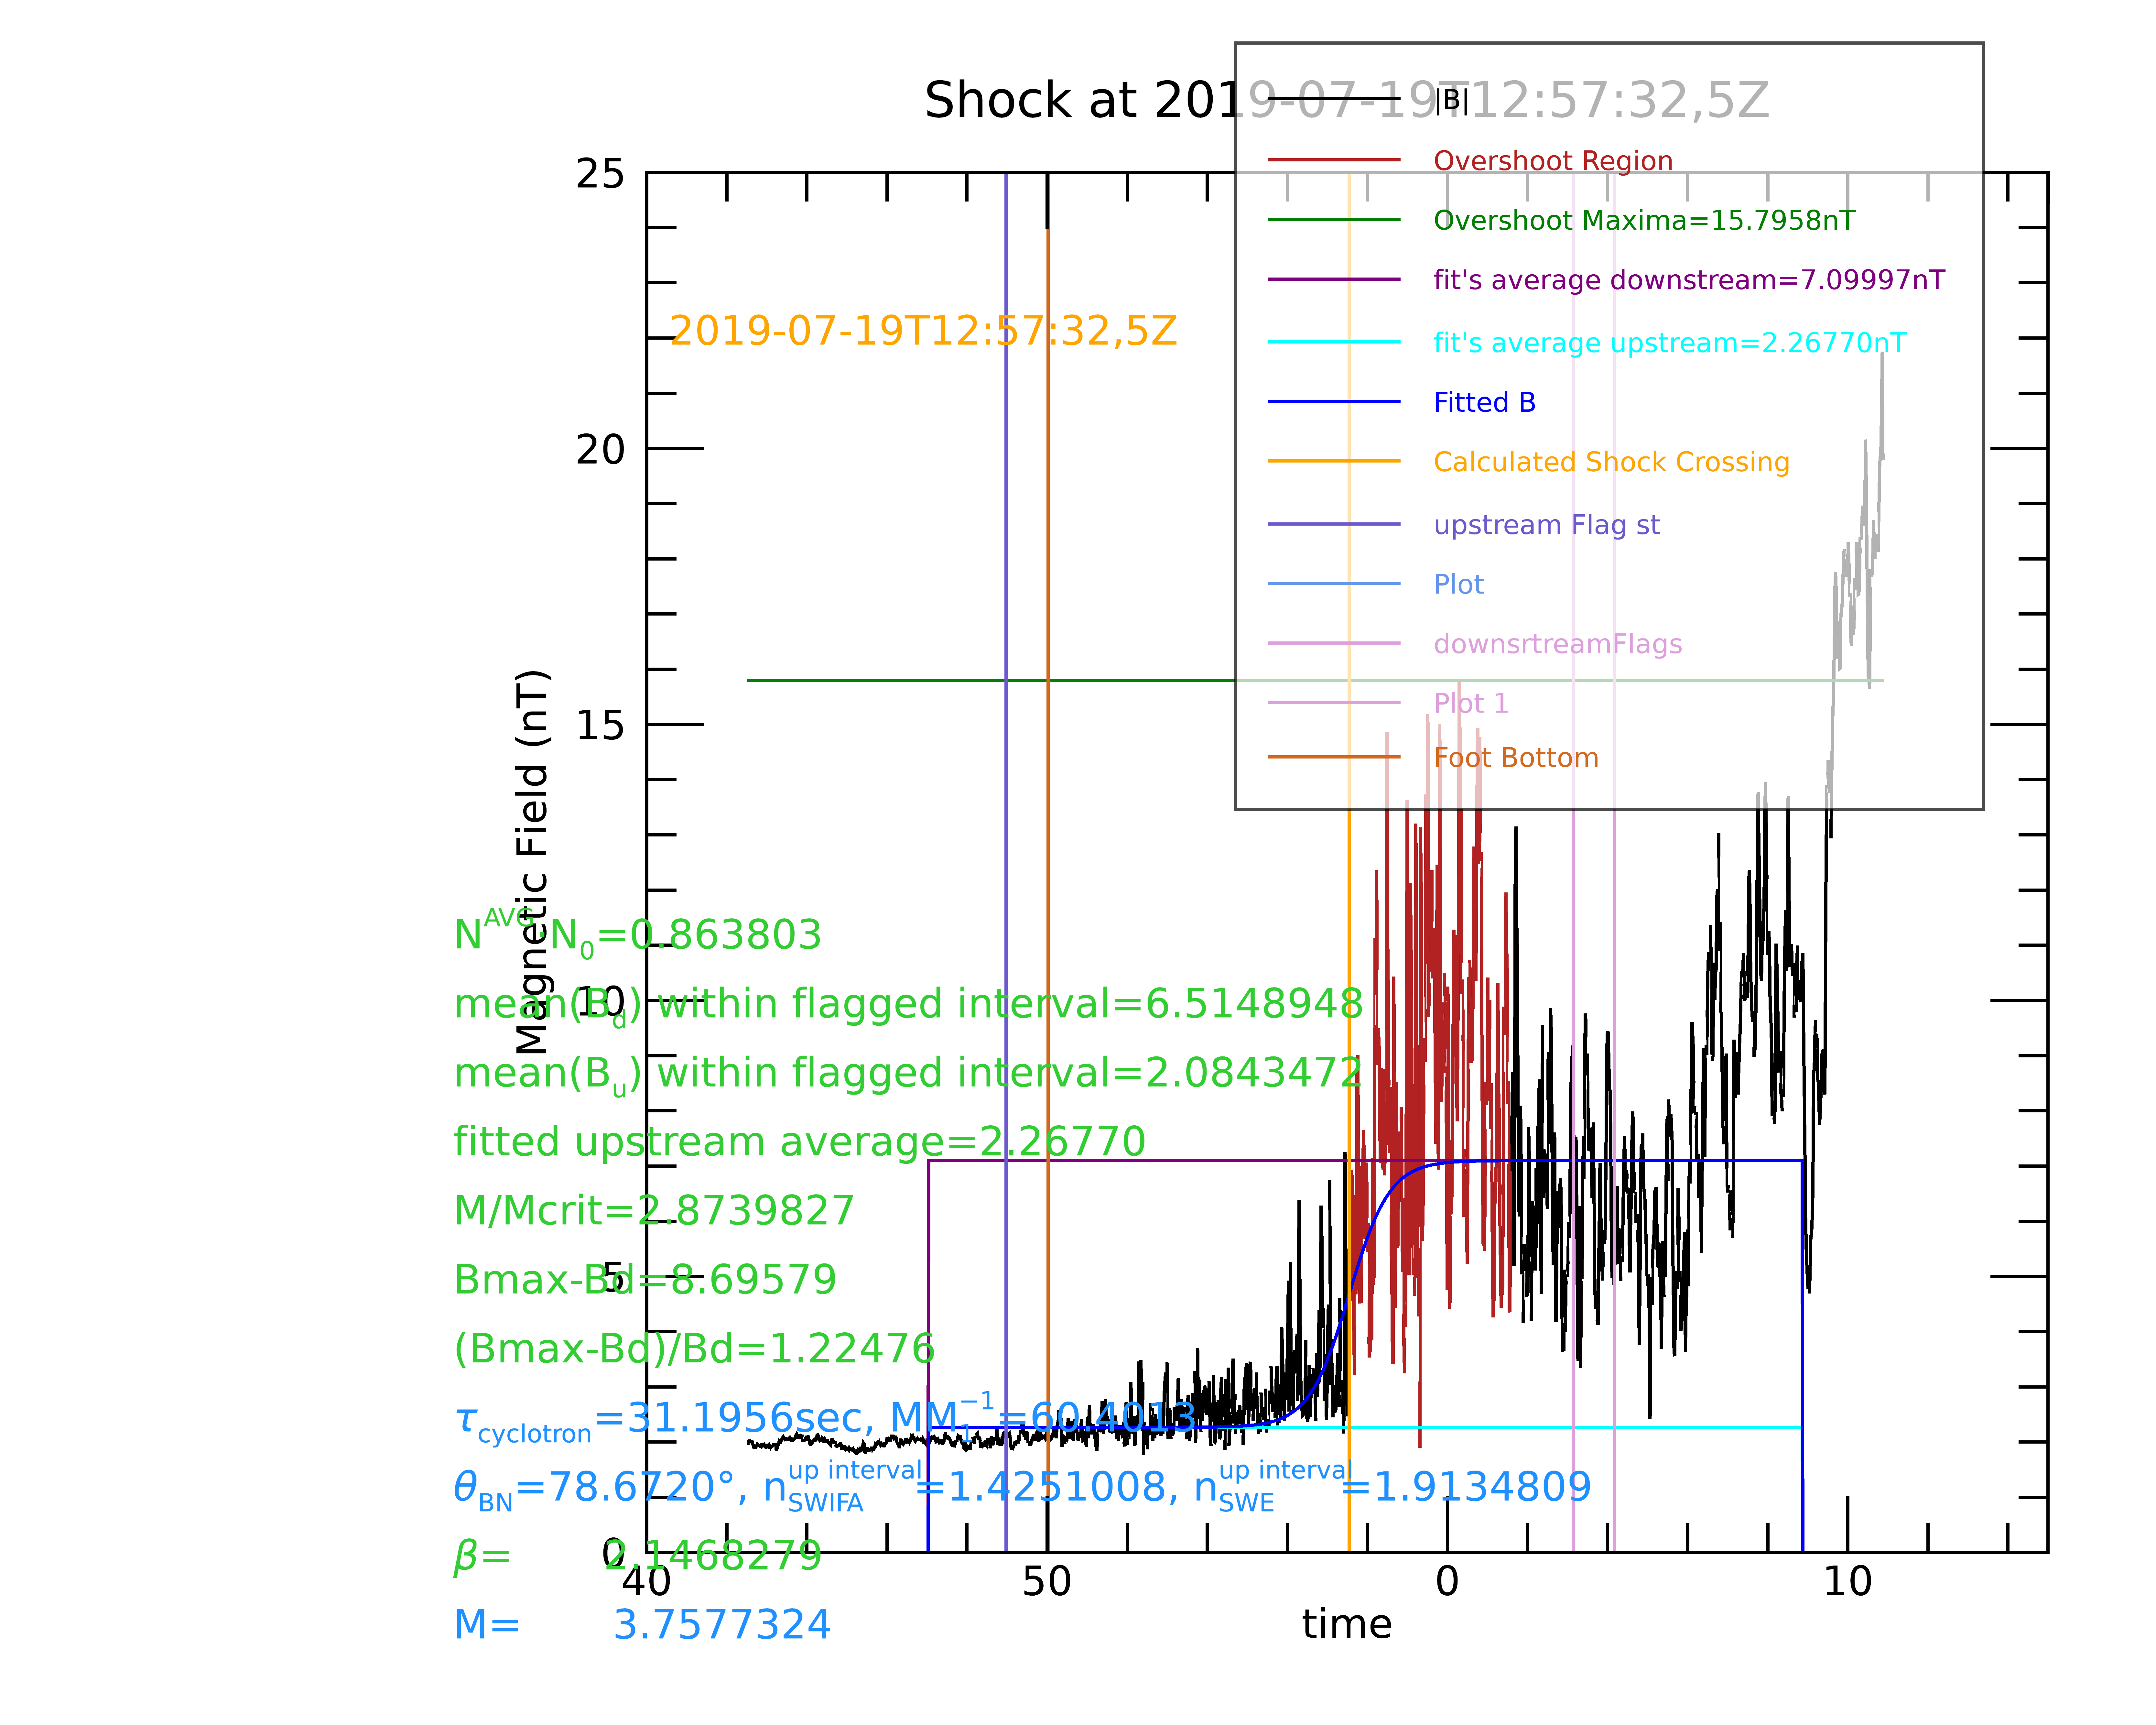 Shock at 2019-07-19T12:57:32,5Z
|B|
Overshoot Region
Overshoot Maxima=15.7958nT
fit's average downstream=7.09997nT
fit's average upstream=2.26770nT
Fitted B
Calculated Shock Crossing
upstream Flag st
Plot
downsrtreamFlags
Plot 1
Foot Bottom
2019-07-19T12:57:32,5Z
25
20
15
10
5
0
Magnetic Field (nT)
N^AVG·N_0=0.863803
mean(B_d) within flagged interval=6.5148948
mean(B_u) within flagged interval=2.0843472
fitted upstream average=2.26770
M/Mcrit=2.8739827
Bmax-Bd=8.69579
(Bmax-Bd)/Bd=1.22476
τ_cyclotron=31.1956sec, MM_1^−1=60.4013
θ_BN=78.6720°, n_SWIFA^up interval=1.4251008, n_SWE^up interval=1.9134809
β= 2.1468279
M= 3.7577324
40 50 0 10
time